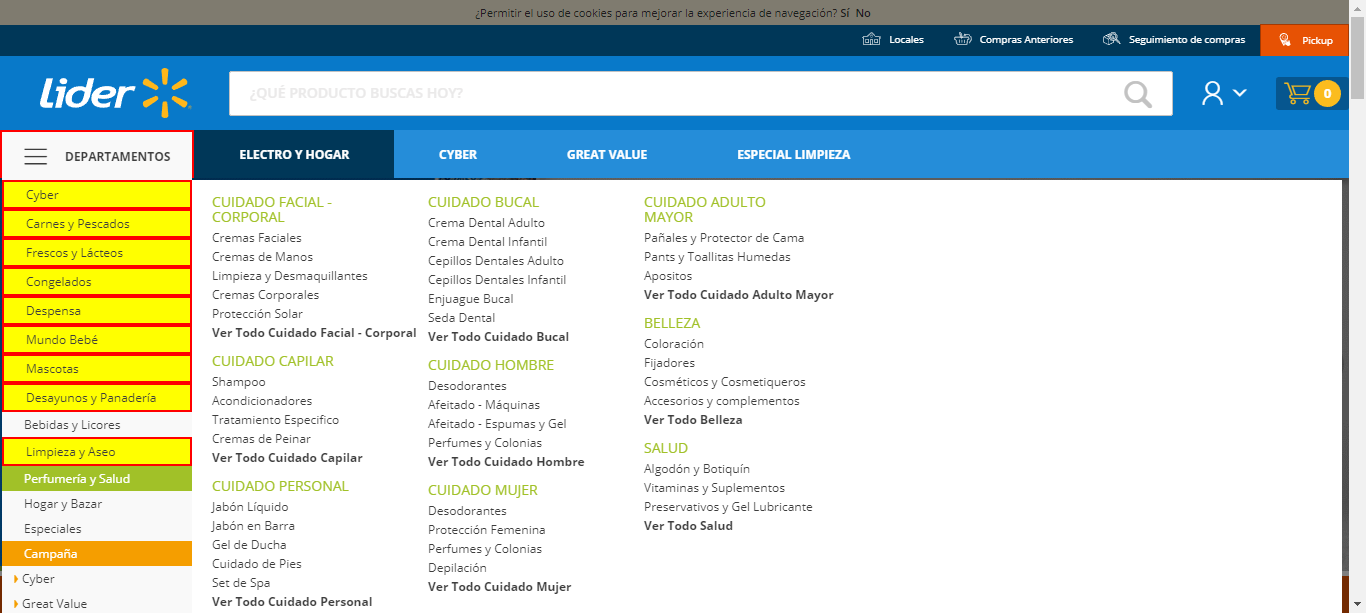 ¿Permitir el uso de cookies para mejorar la experiencia de navegación? Sí No
Locales
Compras Anteriores
Seguimiento de compras
Pickup
Lider
¿QUÉ PRODUCTO BUSCAS HOY?
0
DEPARTAMENTOS
ELECTRO Y HOGAR
CYBER
GREAT VALUE
ESPECIAL LIMPIEZA
Cyber
Carnes y Pescados
Frescos y Lácteos
Congelados
Despensa
Mundo Bebé
Mascotas
Desayunos y Panadería
Bebidas y Licores
Limpieza y Aseo
Perfumería y Salud
Hogar y Bazar
Especiales
Campaña
Cyber
Great Value
CUIDADO FACIAL -
CORPORAL
Cremas Faciales
Cremas de Manos
Limpieza y Desmaquillantes
Cremas Corporales
Protección Solar
Ver Todo Cuidado Facial - Corporal
CUIDADO CAPILAR
Shampoo
Acondicionadores
Tratamiento Especifico
Cremas de Peinar
Ver Todo Cuidado Capilar
CUIDADO PERSONAL
Jabón Líquido
Jabón en Barra
Gel de Ducha
Cuidado de Pies
Set de Spa
Ver Todo Cuidado Personal
CUIDADO BUCAL
Crema Dental Adulto
Crema Dental Infantil
Cepillos Dentales Adulto
Cepillos Dentales Infantil
Enjuague Bucal
Seda Dental
Ver Todo Cuidado Bucal
CUIDADO HOMBRE
Desodorantes
Afeitado - Máquinas
Afeitado - Espumas y Gel
Perfumes y Colonias
Ver Todo Cuidado Hombre
CUIDADO MUJER
Desodorantes
Protección Femenina
Perfumes y Colonias
Depilación
Ver Todo Cuidado Mujer
CUIDADO ADULTO
MAYOR
Pañales y Protector de Cama
Pants y Toallitas Humedas
Apositos
Ver Todo Cuidado Adulto Mayor
BELLEZA
Coloración
Fijadores
Cosméticos y Cosmetiqueros
Accesorios y complementos
Ver Todo Belleza
SALUD
Algodón y Botiquín
Vitaminas y Suplementos
Preservativos y Gel Lubricante
Ver Todo Salud